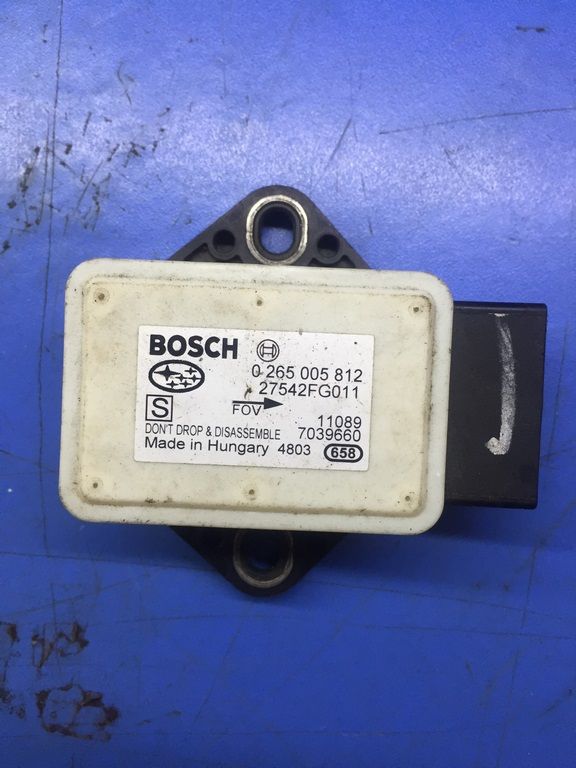 BOSCH
0 265 005 812
27542FG011
S
FOV
11089
DON'T DROP & DISASSEMBLE 7039660
Made in Hungary 4803 658